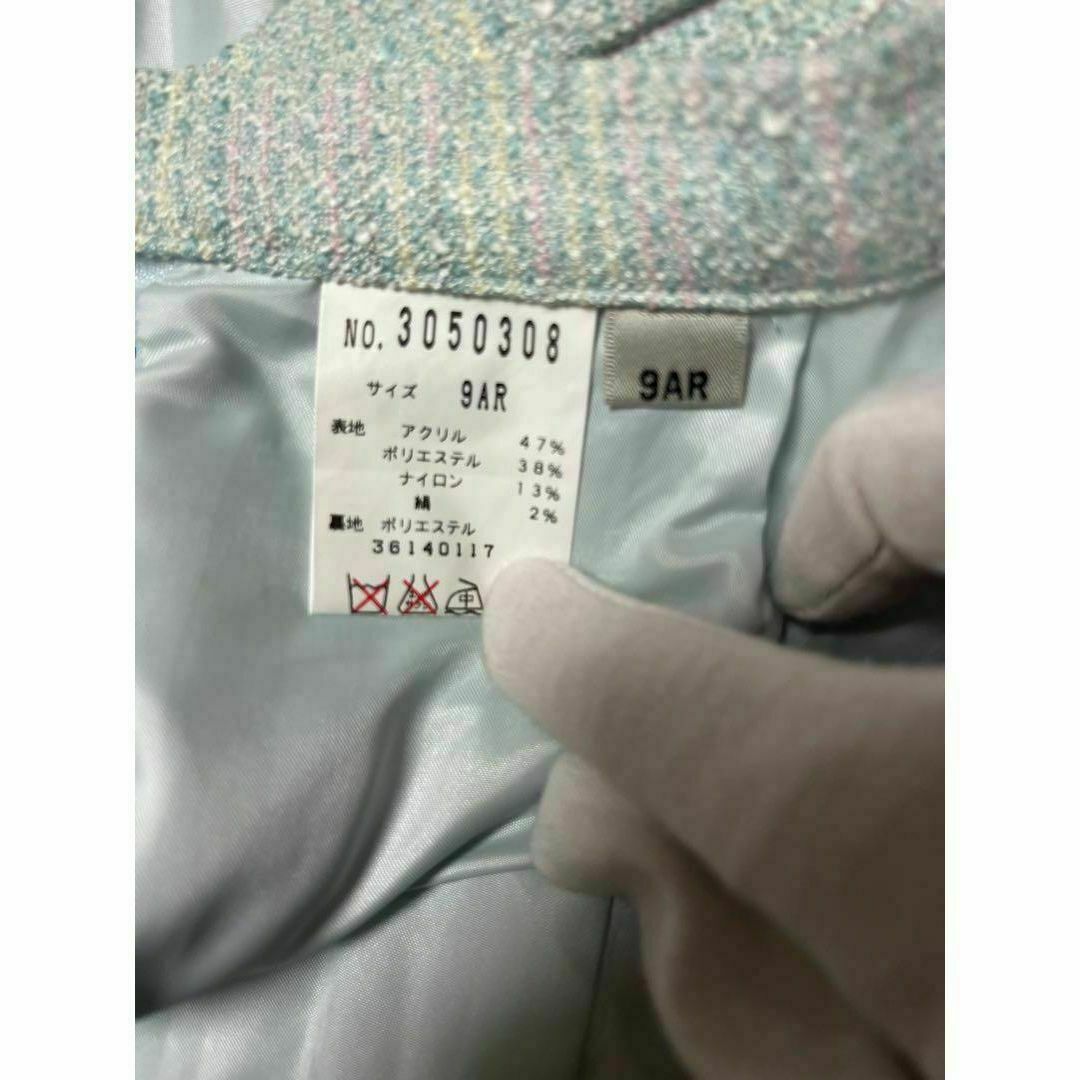 NO. 3050308
サイズ 9AR
表地 アクリル 47%
ポリエステル 38%
ナイロン 13%
絹 2%
裏地 ポリエステル
36140117
中
9AR